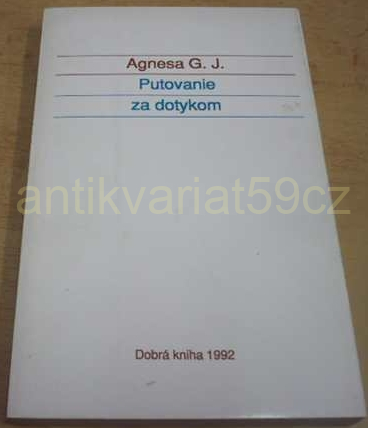 Agnesa G. J.
Putovanie
za dotykom
antikvariat59cz
Dobrá kniha 1992